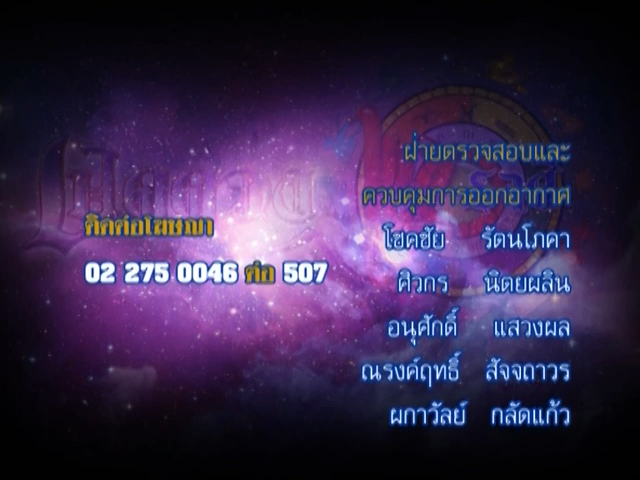 ติดต่อโฆษณา
02 275 0046 ต่อ 507
ฝ่ายตรวจสอบและ
ควบคุมการออกอากาศ
โชคชัย รัตนโภคา
ศิวกร นิตยผลิน
อนุศักดิ์ แสวงผล
ณรงค์ฤทธิ์ สัจจถาวร
ผกาวัลย์ กลัดแก้ว